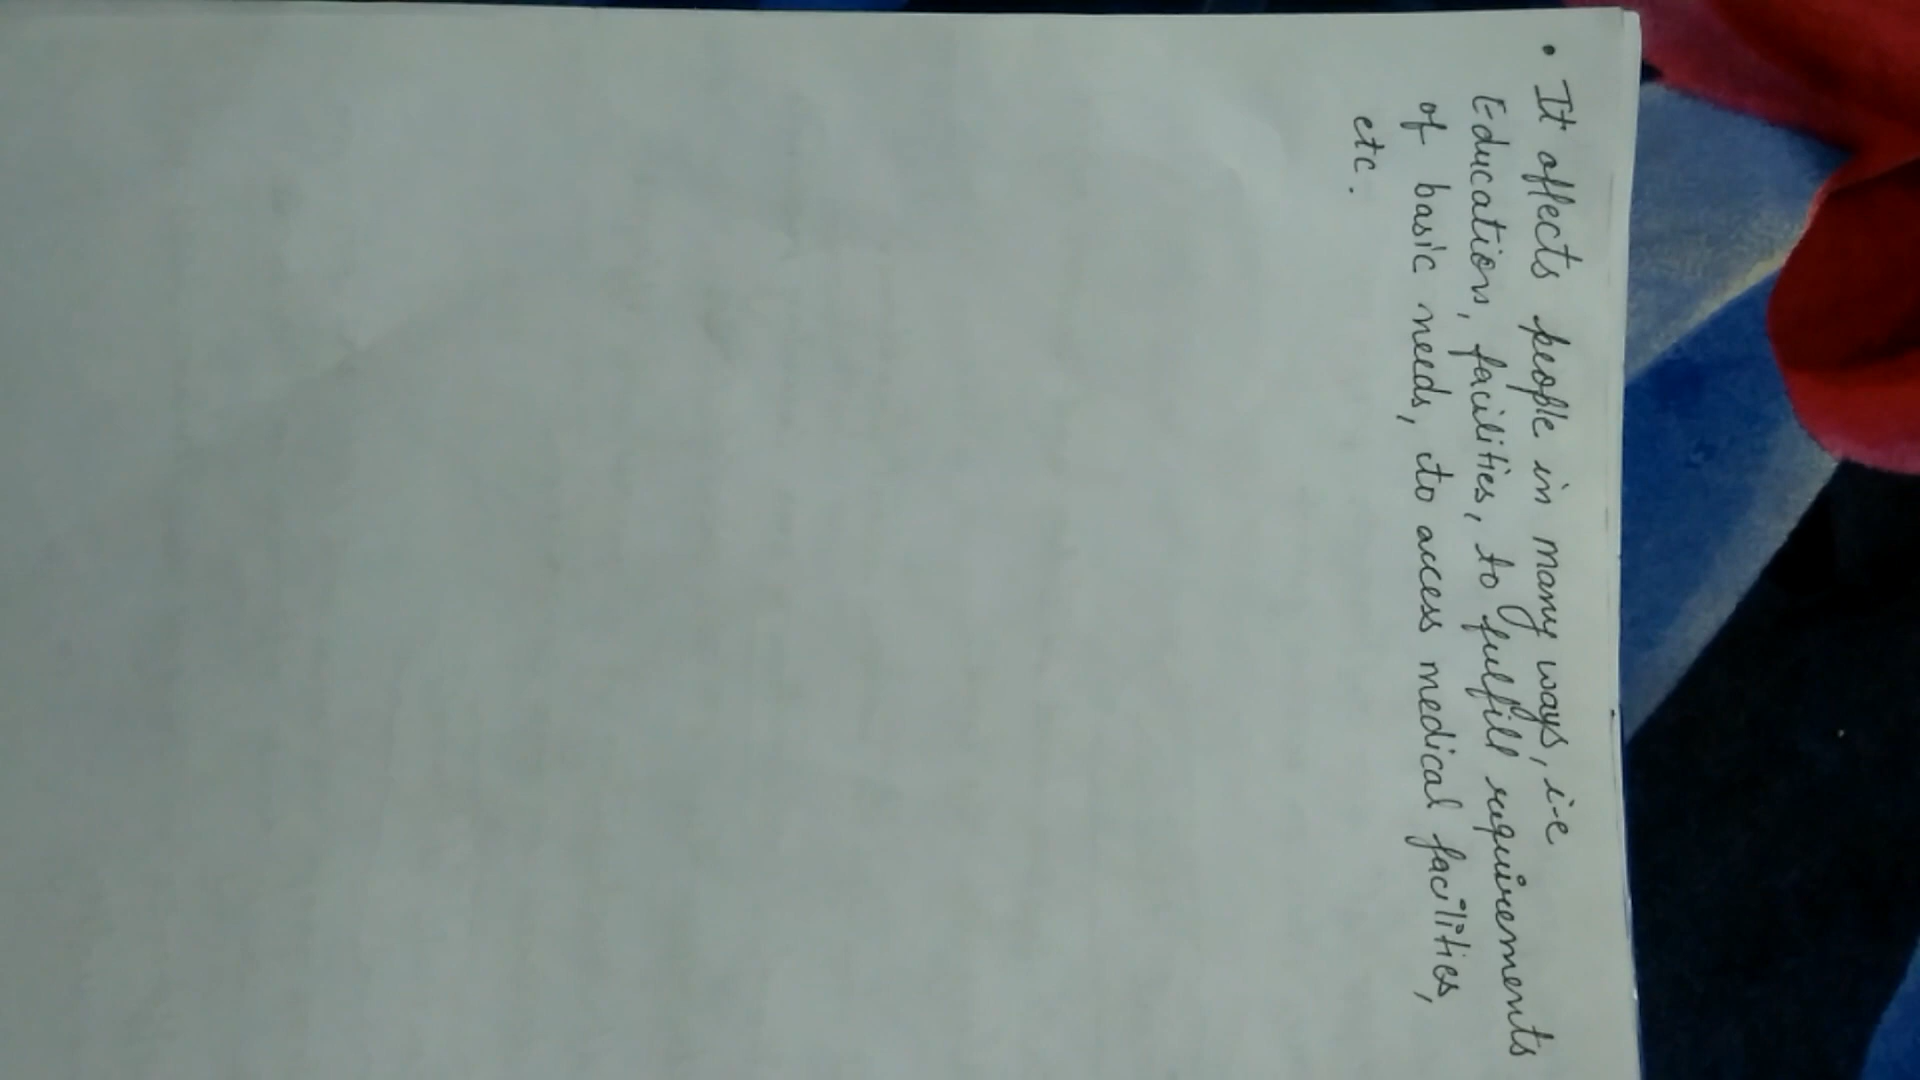 • It affects people in many ways, i-e
Education, facilities, to fulfill requirements
of basic needs, to access medical facilities,
etc.